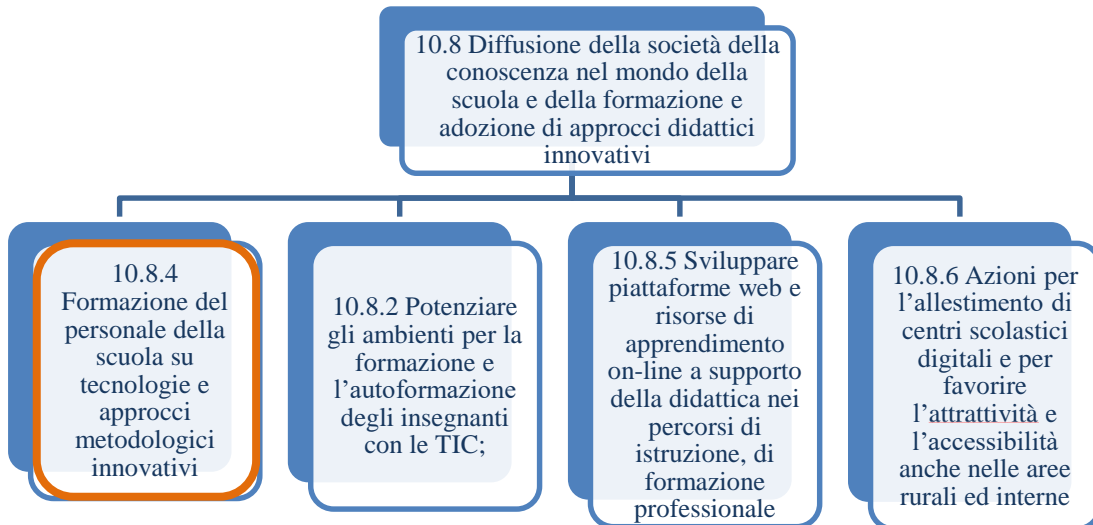 10.8 Diffusione della società della
conoscenza nel mondo della
scuola e della formazione e
adozione di approcci didattici
innovativi
10.8.4
Formazione del
personale della
scuola su
tecnologie e
approcci
metodologici
innovativi
10.8.2 Potenziare
gli ambienti per la
formazione e
l’autoformazione
degli insegnanti
con le TIC;
10.8.5 Sviluppare
piattaforme web e
risorse di
apprendimento
on-line a supporto
della didattica nei
percorsi di
istruzione, di
formazione
professionale
10.8.6 Azioni per
l’allestimento di
centri scolastici
digitali e per
favorire
l’attrattività e
l’accessibilità
anche nelle aree
rurali ed interne